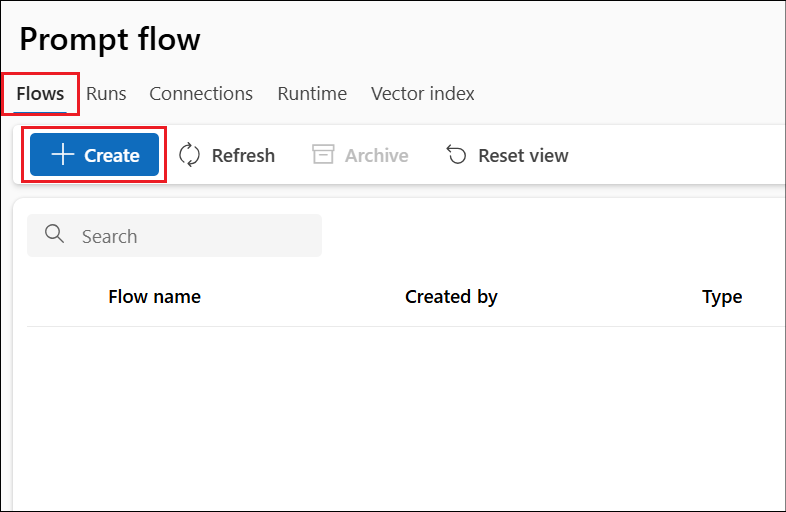 Prompt flow
Flows Runs Connections Runtime Vector index
Create Refresh Archive Reset view
Search
Flow name Created by Type